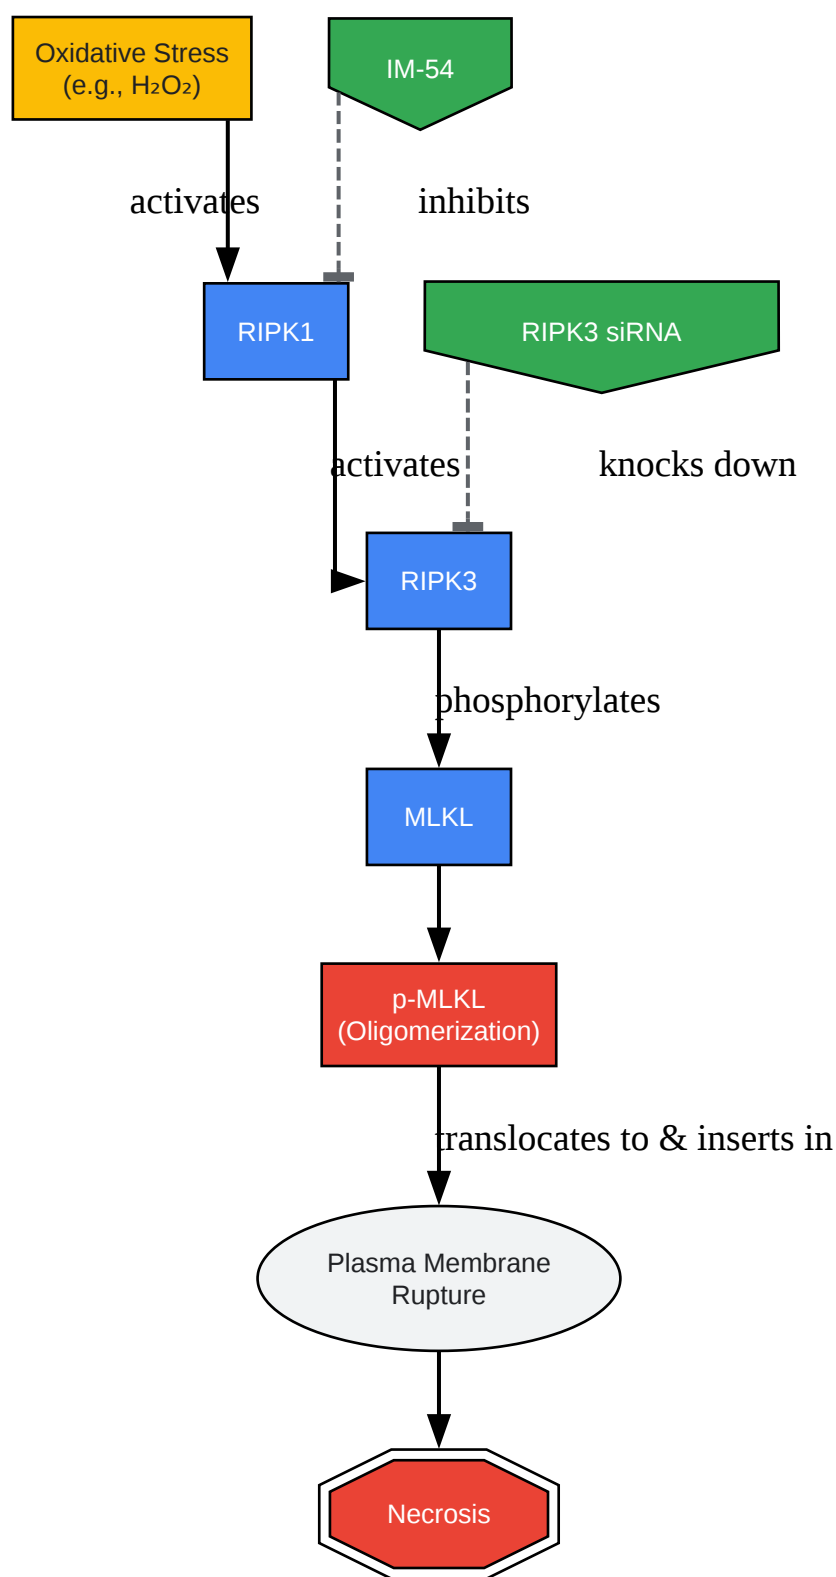 Oxidative Stress
(e.g., H₂O₂)
IM-54
activates
inhibits
RIPK1
RIPK3 siRNA
activates
knocks down
RIPK3
phosphorylates
MLKL
p-MLKL
(Oligomerization)
translocates to & inserts in
Plasma Membrane
Rupture
Necrosis